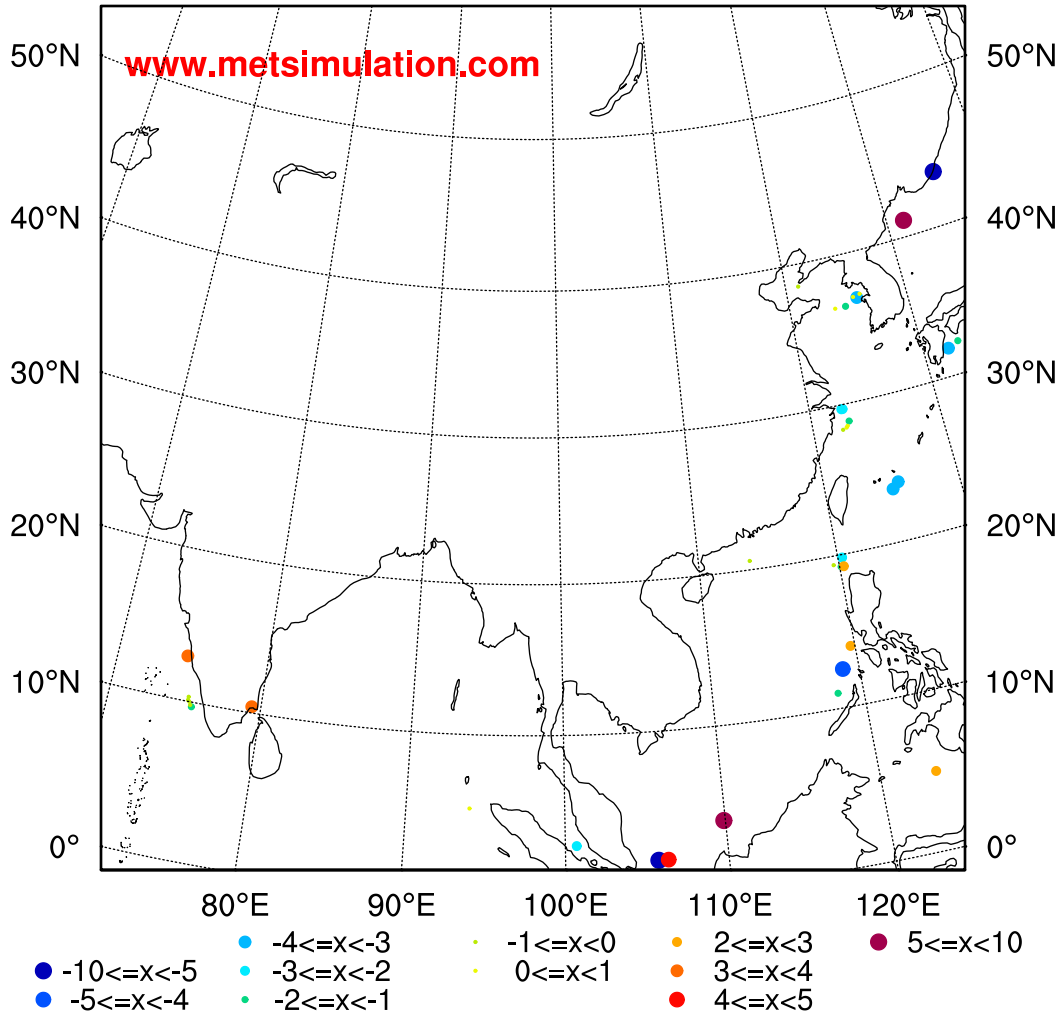 www.metsimulation.com
50°N 50°N
40°N 40°N
30°N 30°N
20°N 20°N
10°N 10°N
0° 0°
80°E 90°E 100°E 110°E 120°E
-4<=x<-3 -1<=x<0 2<=x<3 5<=x<10
-10<=x<-5 -3<=x<-2 0<=x<1 3<=x<4
-5<=x<-4 -2<=x<-1 4<=x<5